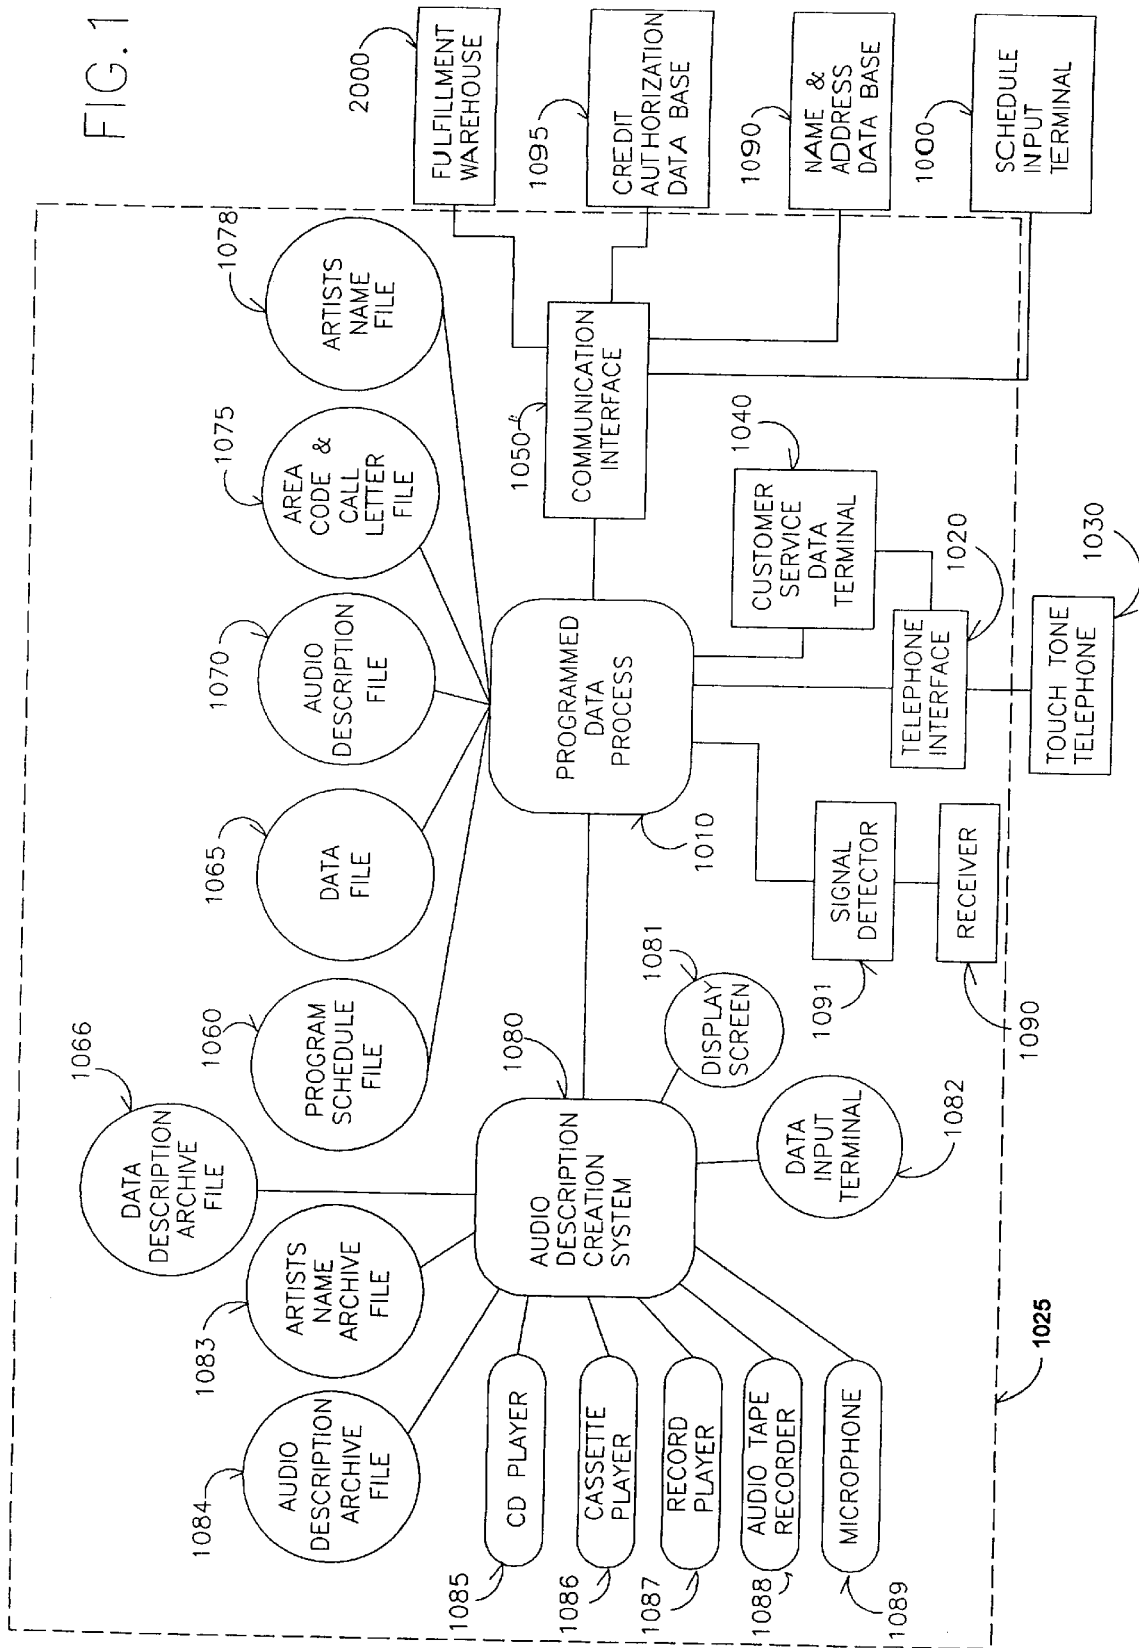 FIG. 1
1066
DATA
DESCRIPTION
ARCHIVE
FILE
1083
ARTISTS
NAME
ARCHIVE
FILE
1084
AUDIO
DESCRIPTION
ARCHIVE
FILE
1060
PROGRAM
SCHEDULE
FILE
1065
DATA
FILE
1070
AUDIO
DESCRIPTION
FILE
1075
AREA
CODE &
CALL
LETTER
FILE
1078
ARTISTS
NAME
FILE
2000
FULFILLMENT
WAREHOUSE
1095
CREDIT
AUTHORIZATION
DATA BASE
1090
NAME &
ADDRESS
DATA BASE
1000
SCHEDULE
INPUT
TERMINAL
1050
COMMUNICATION
INTERFACE
PROGRAMMED
DATA
PROCESS
1010
1080
AUDIO
DESCRIPTION
CREATION
SYSTEM
1085
CD PLAYER
1086
CASSETTE
PLAYER
1087
RECORD
PLAYER
1088
AUDIO TAPE
RECORDER
1089
MICROPHONE
1081
DISPLAY
SCREEN
DATA
INPUT
TERMINAL
1082
SIGNAL
DETECTOR
1091
RECEIVER
1090
1040
CUSTOMER
SERVICE
DATA
TERMINAL
1020
TELEPHONE
INTERFACE
1030
TOUCH TONE
TELEPHONE
1025